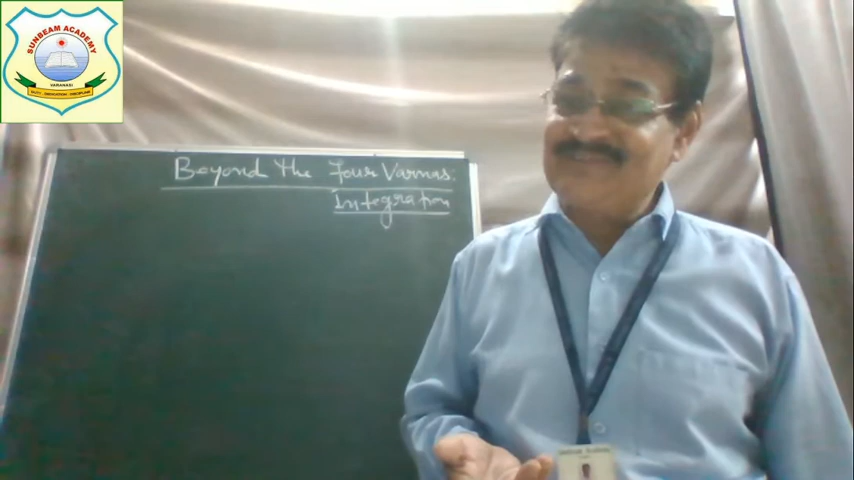 SUNBEAM ACADEMY
VARANASI
Beyond the Four Varnas:
Integration